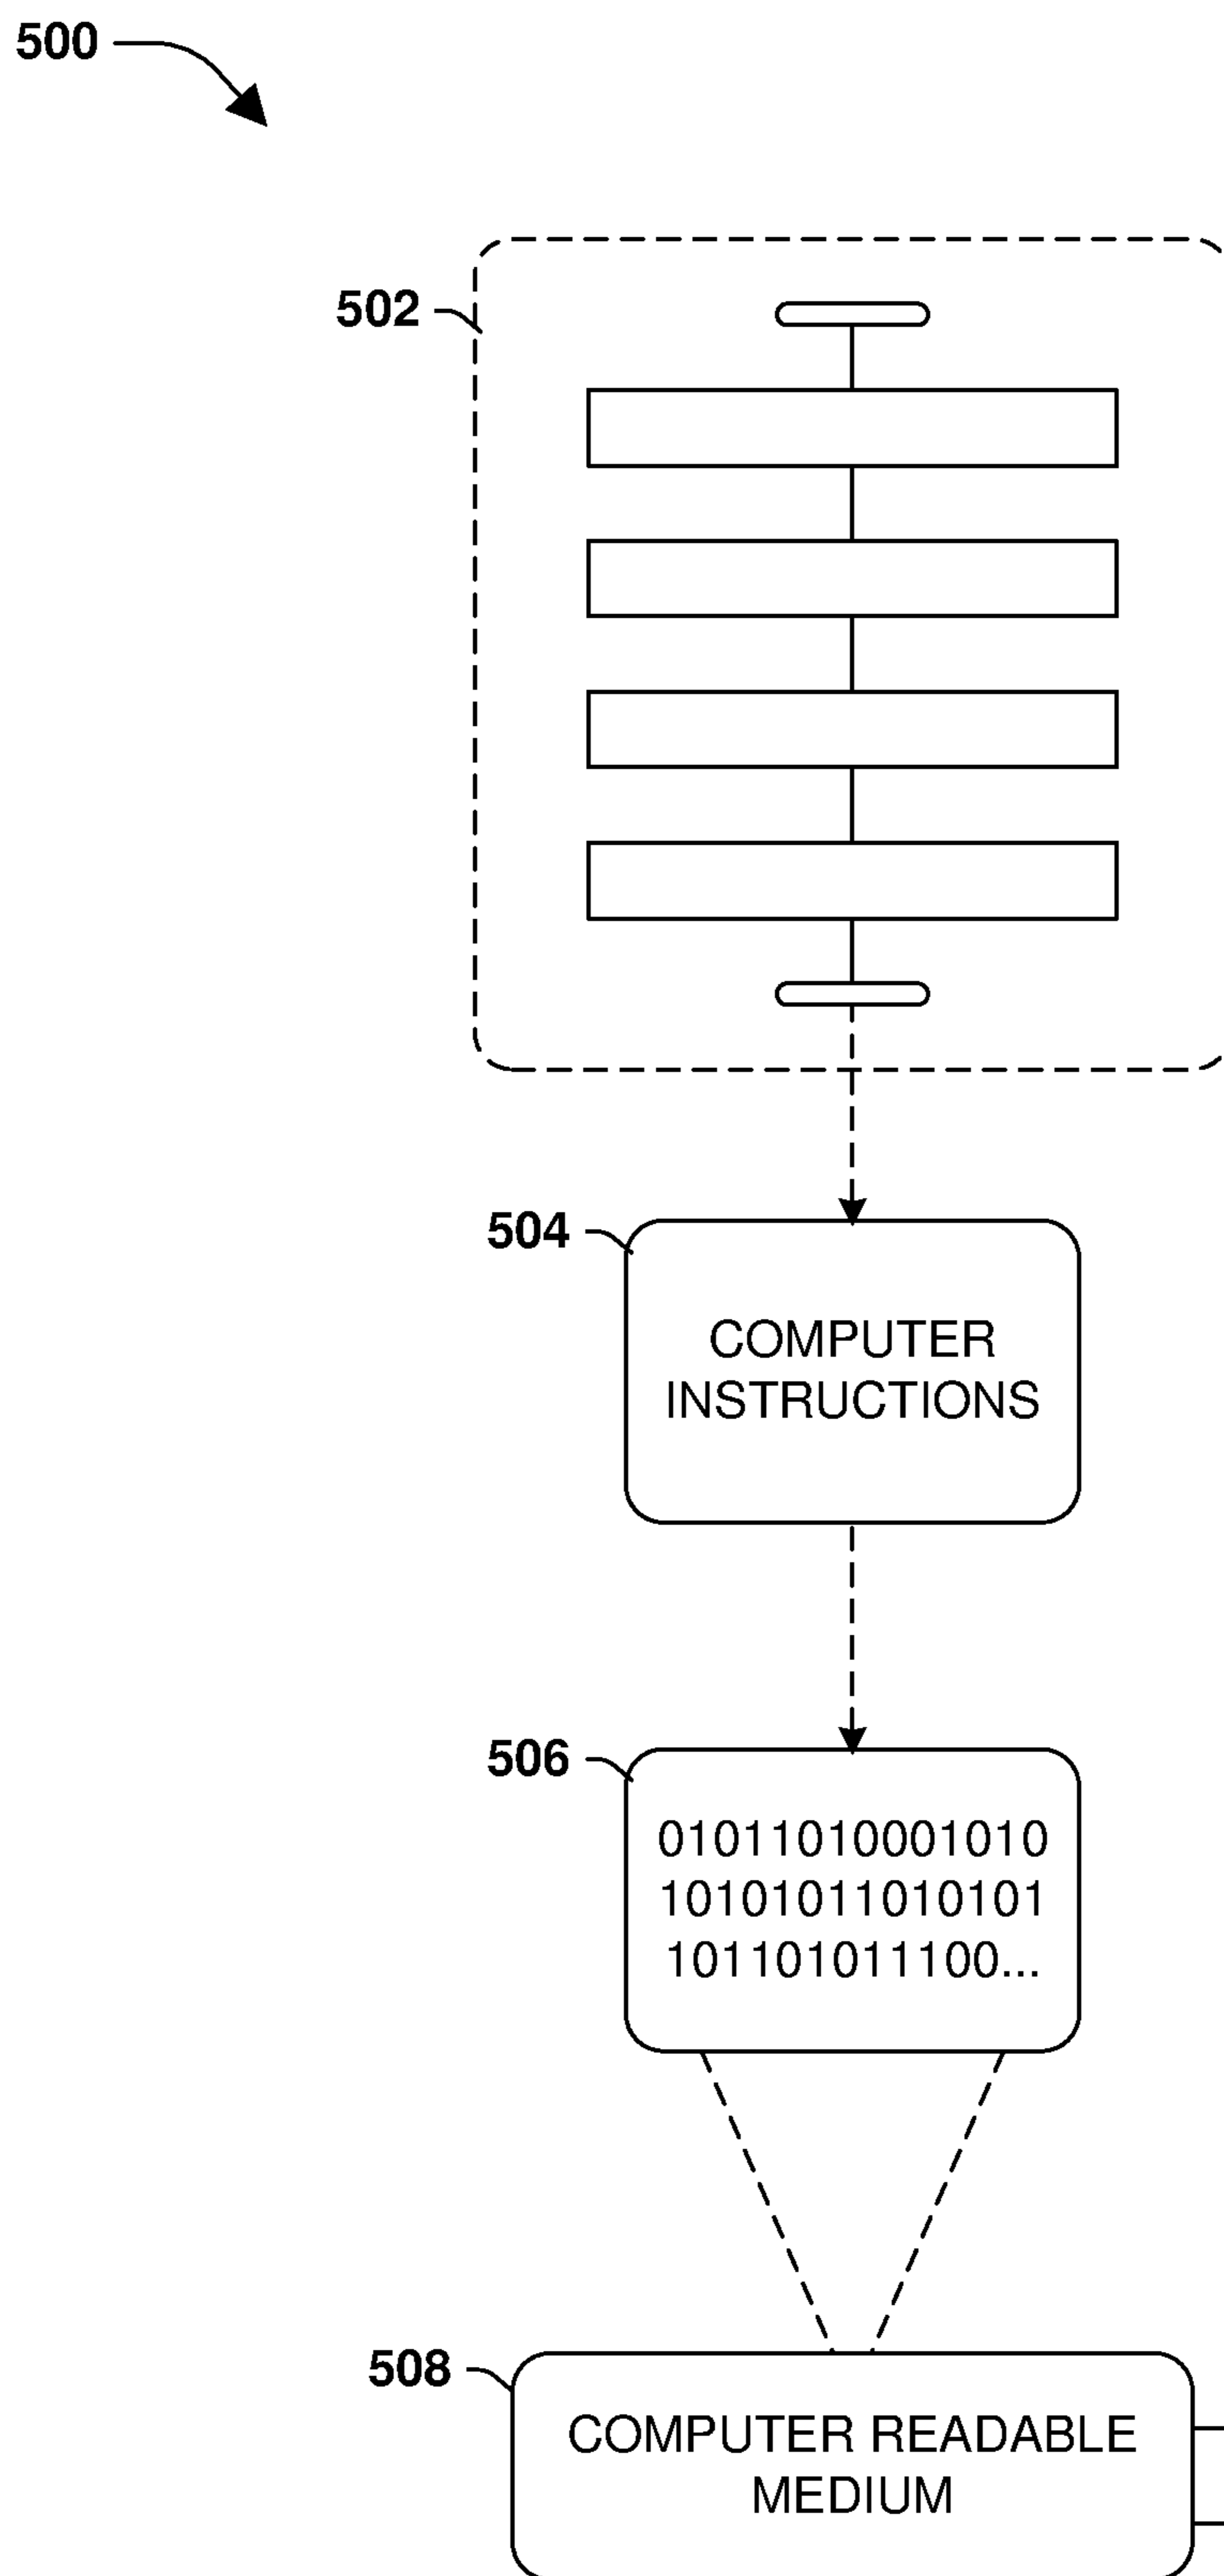 500
502
504
COMPUTER
INSTRUCTIONS
506
01011010001010
10101011010101
101101011100...
508
COMPUTER READABLE
MEDIUM